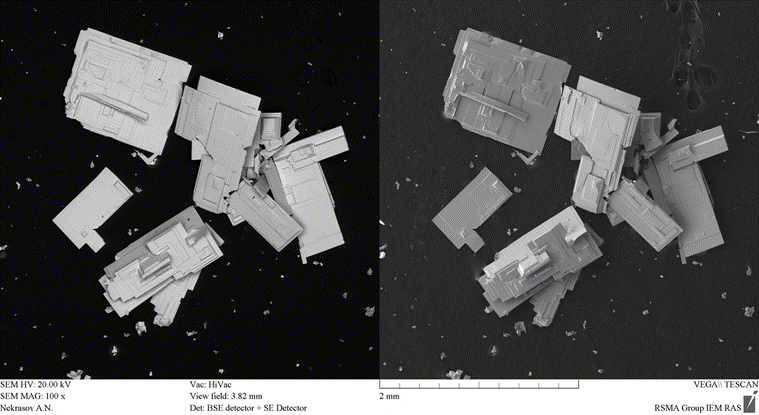 SEM HV: 20.00 kV
Vac: HiVac
VEGA\\ TESCAN
SEM MAG: 100 x
View field: 3.82 mm
2 mm
Nekrasov A.N.
Det: BSE detector + SE Detector
RSMA Group IEM RAS